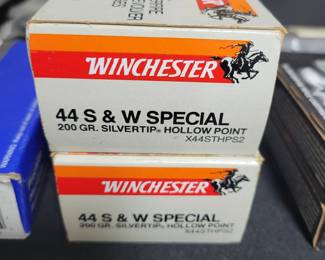 WINCHESTER
44 S & W SPECIAL
200 GR. SILVERTIP® HOLLOW POINT
X44STHPS2
WINCHESTER
44 S & W SPECIAL
200 GR. SILVERTIP® HOLLOW POINT
X44STHPS2